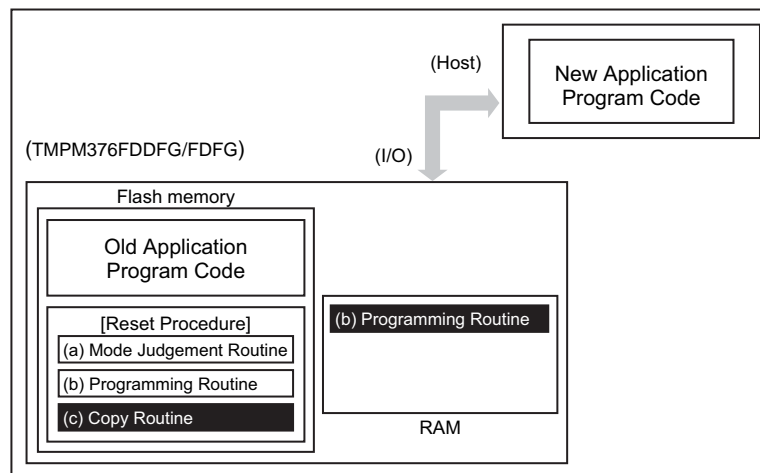 (Host)
New Application
Program Code
(TMPM376FDDFG/FDFG)
(I/O)
Flash memory
Old Application
Program Code
[Reset Procedure]
(a) Mode Judgement Routine
(b) Programming Routine
(c) Copy Routine
(b) Programming Routine
RAM